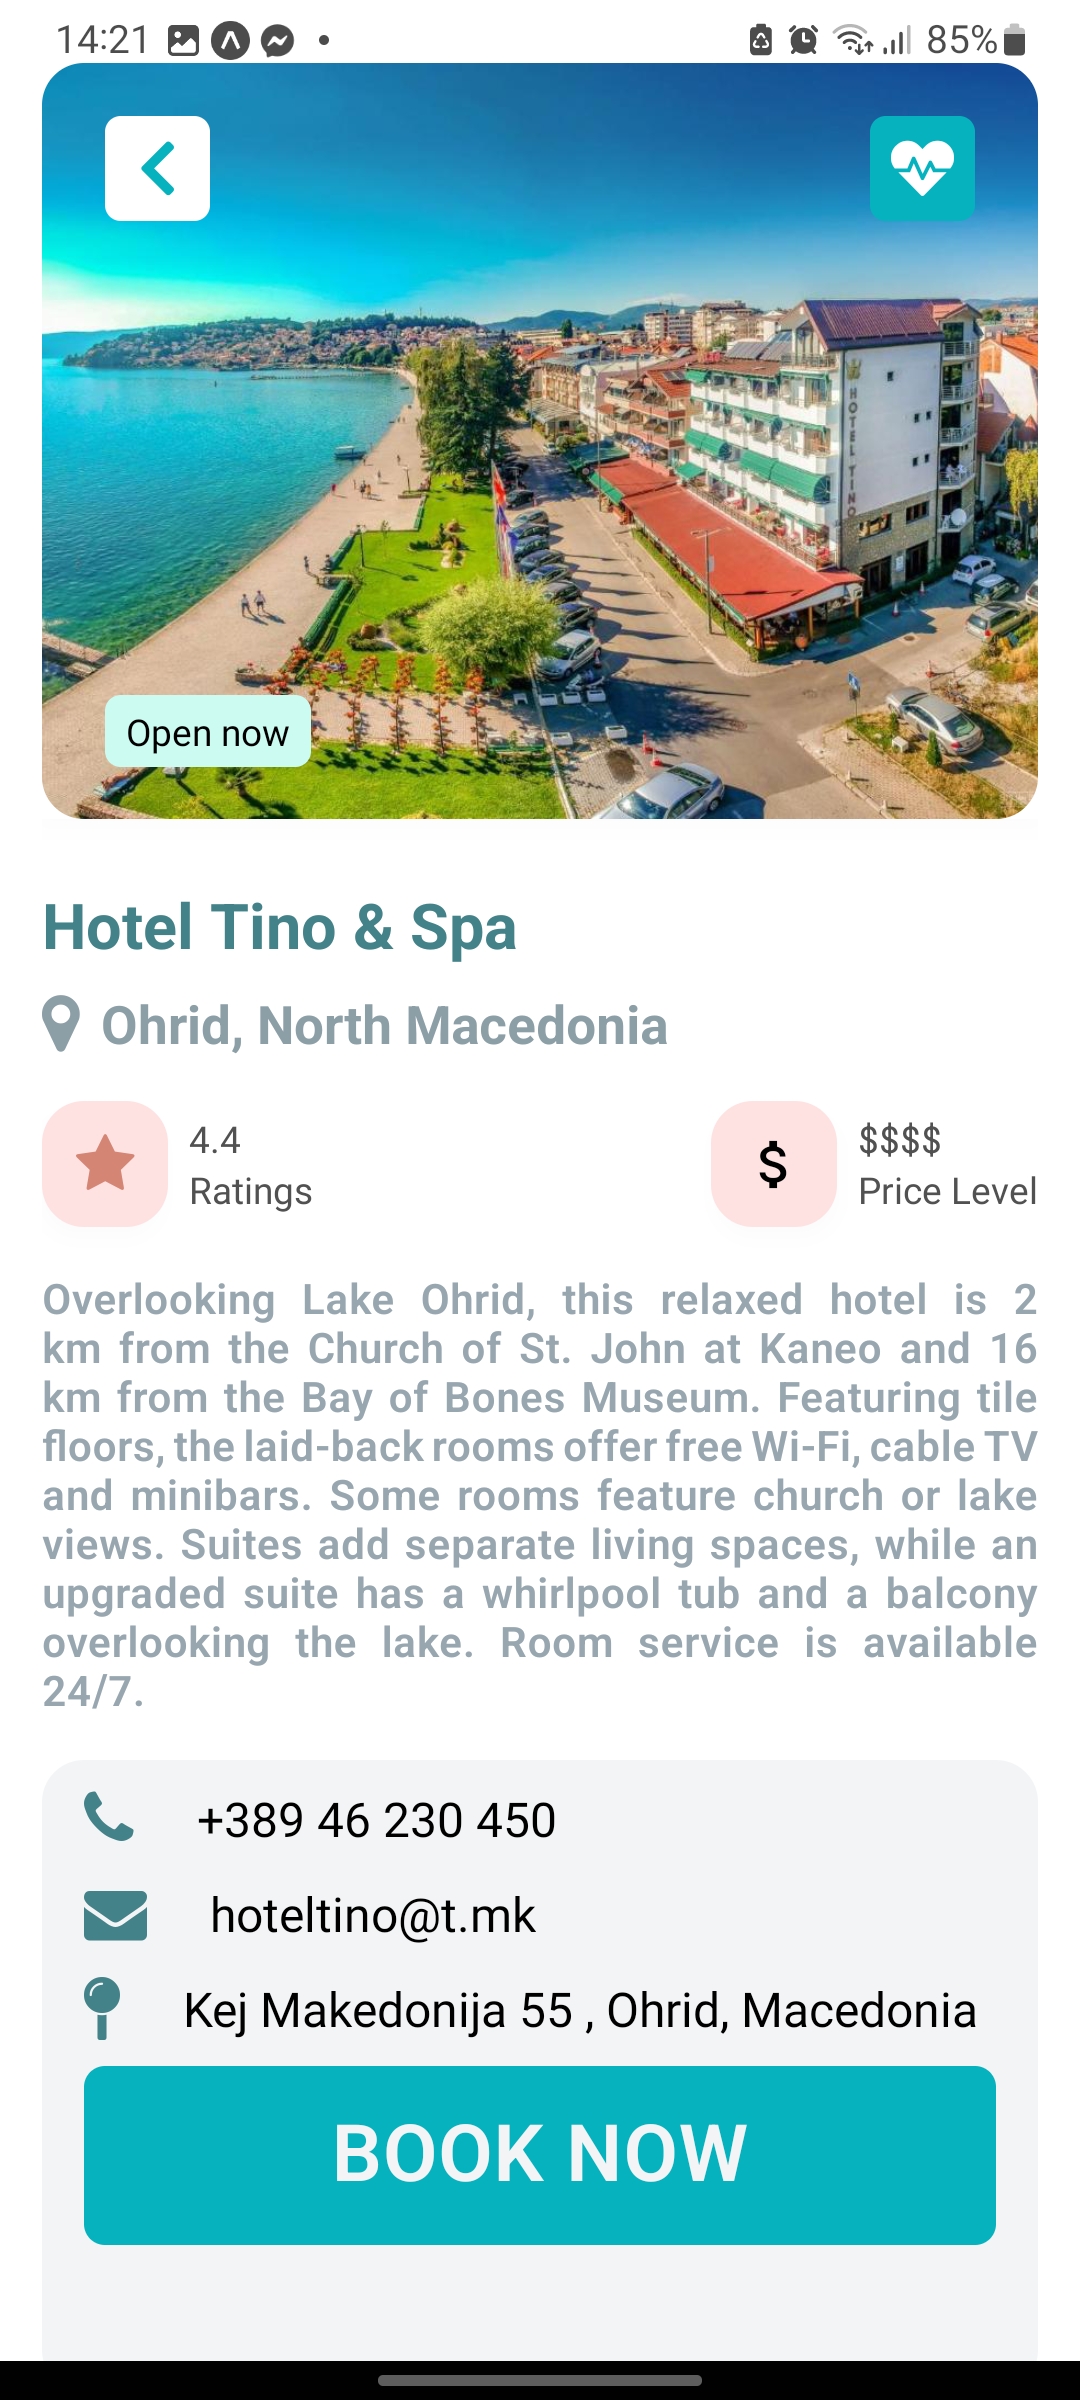 14:21
85%
HOTEL TINO
Open now
Hotel Tino & Spa
Ohrid, North Macedonia
4.4
Ratings
$
$$$$
Price Level
Overlooking Lake Ohrid, this relaxed hotel is 2
km from the Church of St. John at Kaneo and 16
km from the Bay of Bones Museum. Featuring tile
floors, the laid-back rooms offer free Wi-Fi, cable TV
and minibars. Some rooms feature church or lake
views. Suites add separate living spaces, while an
upgraded suite has a whirlpool tub and a balcony
overlooking the lake. Room service is available
24/7.
+389 46 230 450
hoteltino@t.mk
Kej Makedonija 55 , Ohrid, Macedonia
BOOK NOW